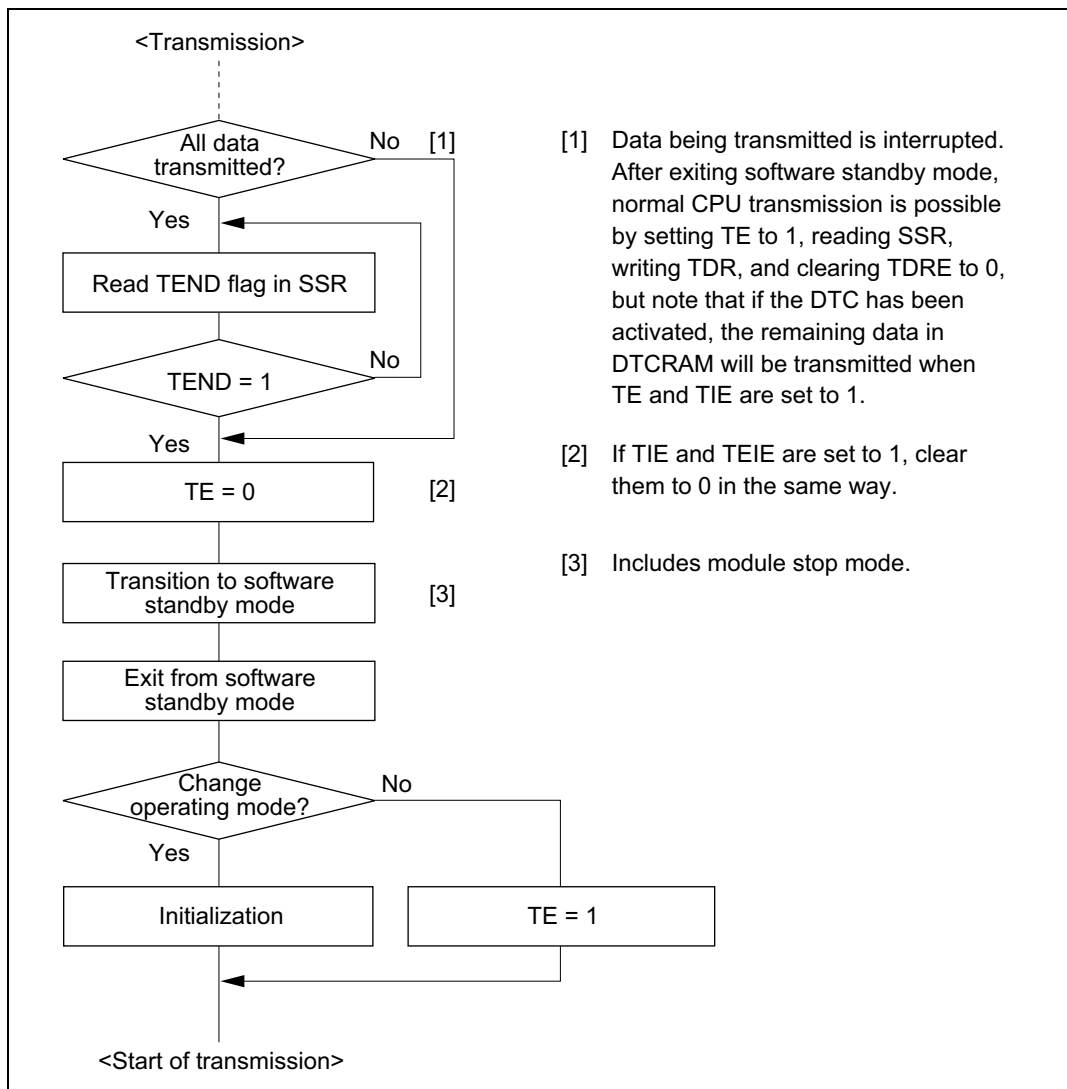 <Transmission>
All data
transmitted?
No
[1]
Yes
Read TEND flag in SSR
TEND = 1
No
Yes
TE = 0
[2]
Transition to software
standby mode
[3]
Exit from software
standby mode
Change
operating mode?
No
Yes
Initialization
TE = 1
<Start of transmission>
[1] Data being transmitted is interrupted.
After exiting software standby mode,
normal CPU transmission is possible
by setting TE to 1, reading SSR,
writing TDR, and clearing TDRE to 0,
but note that if the DTC has been
activated, the remaining data in
DTCRAM will be transmitted when
TE and TIE are set to 1.
[2] If TIE and TEIE are set to 1, clear
them to 0 in the same way.
[3] Includes module stop mode.